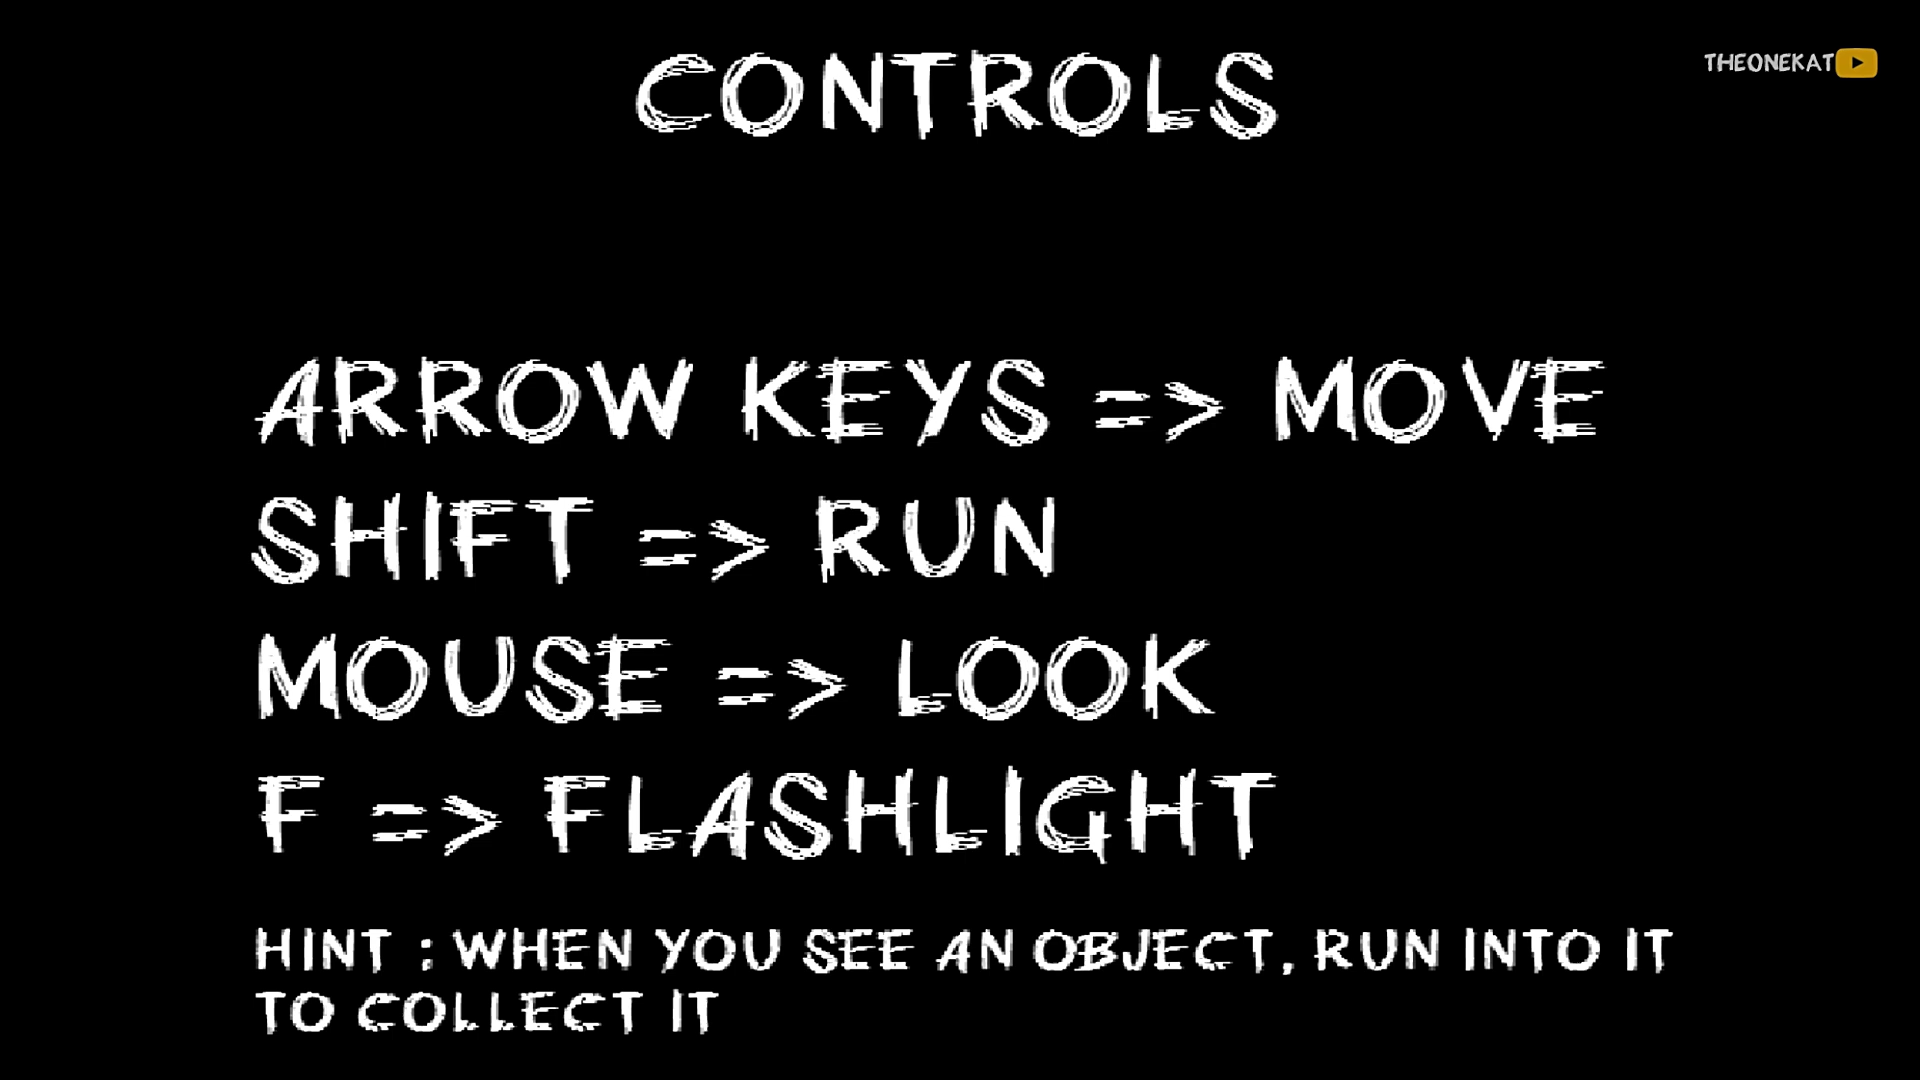 CONTROLS
THEONEKAT
ARROW KEYS => MOVE
SHIFT => RUN
MOUSE => LOOK
F => FLASHLIGHT
HINT : WHEN YOU SEE AN OBJECT, RUN INTO IT
TO COLLECT IT